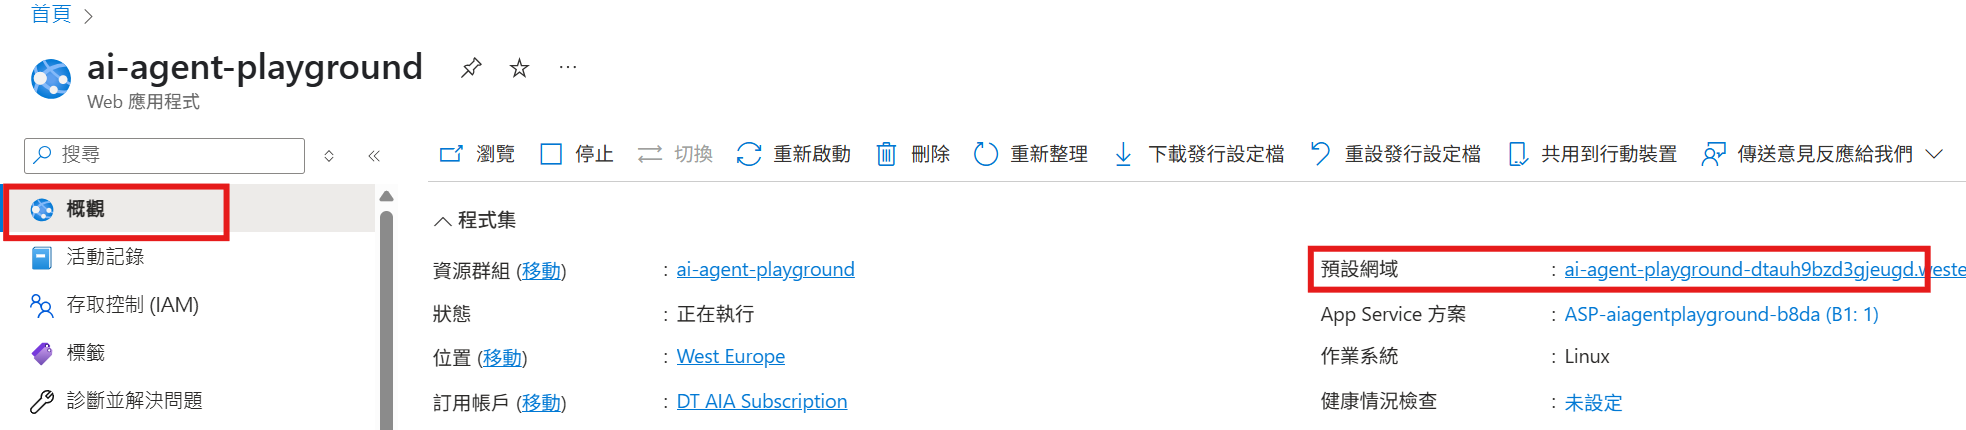 首頁 >
ai-agent-playground
Web 應用程式
搜尋
瀏覽 停止 切換 重新啟動 刪除 重新整理 下載發行設定檔 重設發行設定檔 共用到行動裝置 傳送意見反應給我們
概觀
活動記錄
存取控制 (IAM)
標籤
診斷並解決問題
程式集
資源群組 (移動) : ai-agent-playground
狀態 : 正在執行
位置 (移動) : West Europe
訂用帳戶 (移動) : DT AIA Subscription
預設網域 : ai-agent-playground-dtauh9bzd3gjeugd.weste
App Service 方案 : ASP-aiagentplayground-b8da (B1: 1)
作業系統 : Linux
健康情況檢查 : 未設定